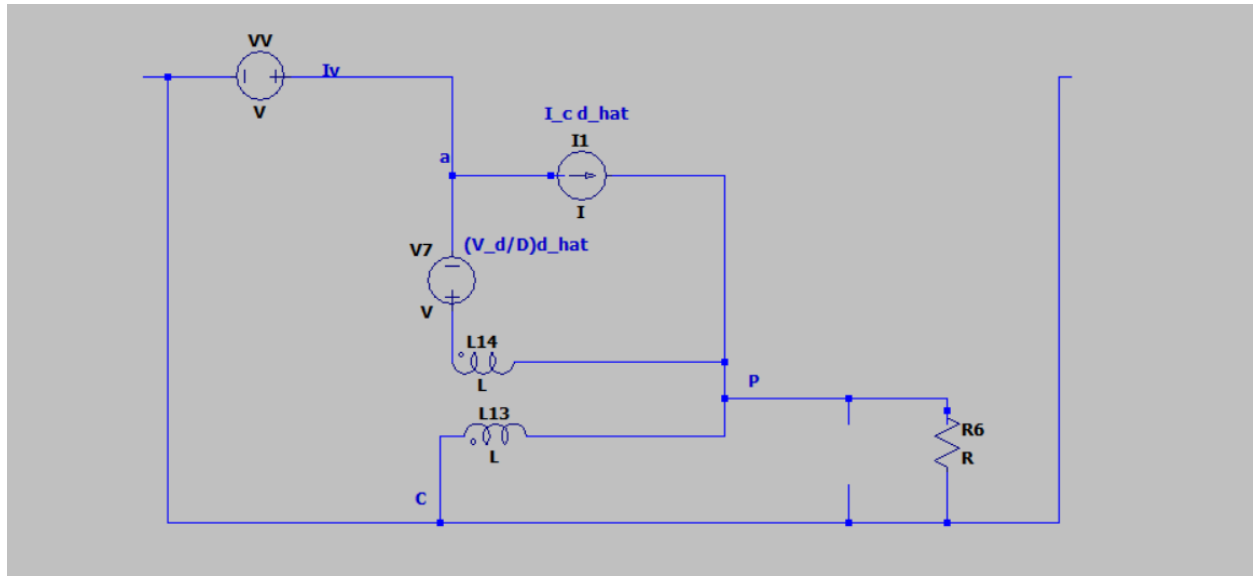 VV
Iv
V
I_c d_hat
I1
a
I
V7
(V_d/D)d_hat
V
L14
L
P
L13
L
R6
R
C